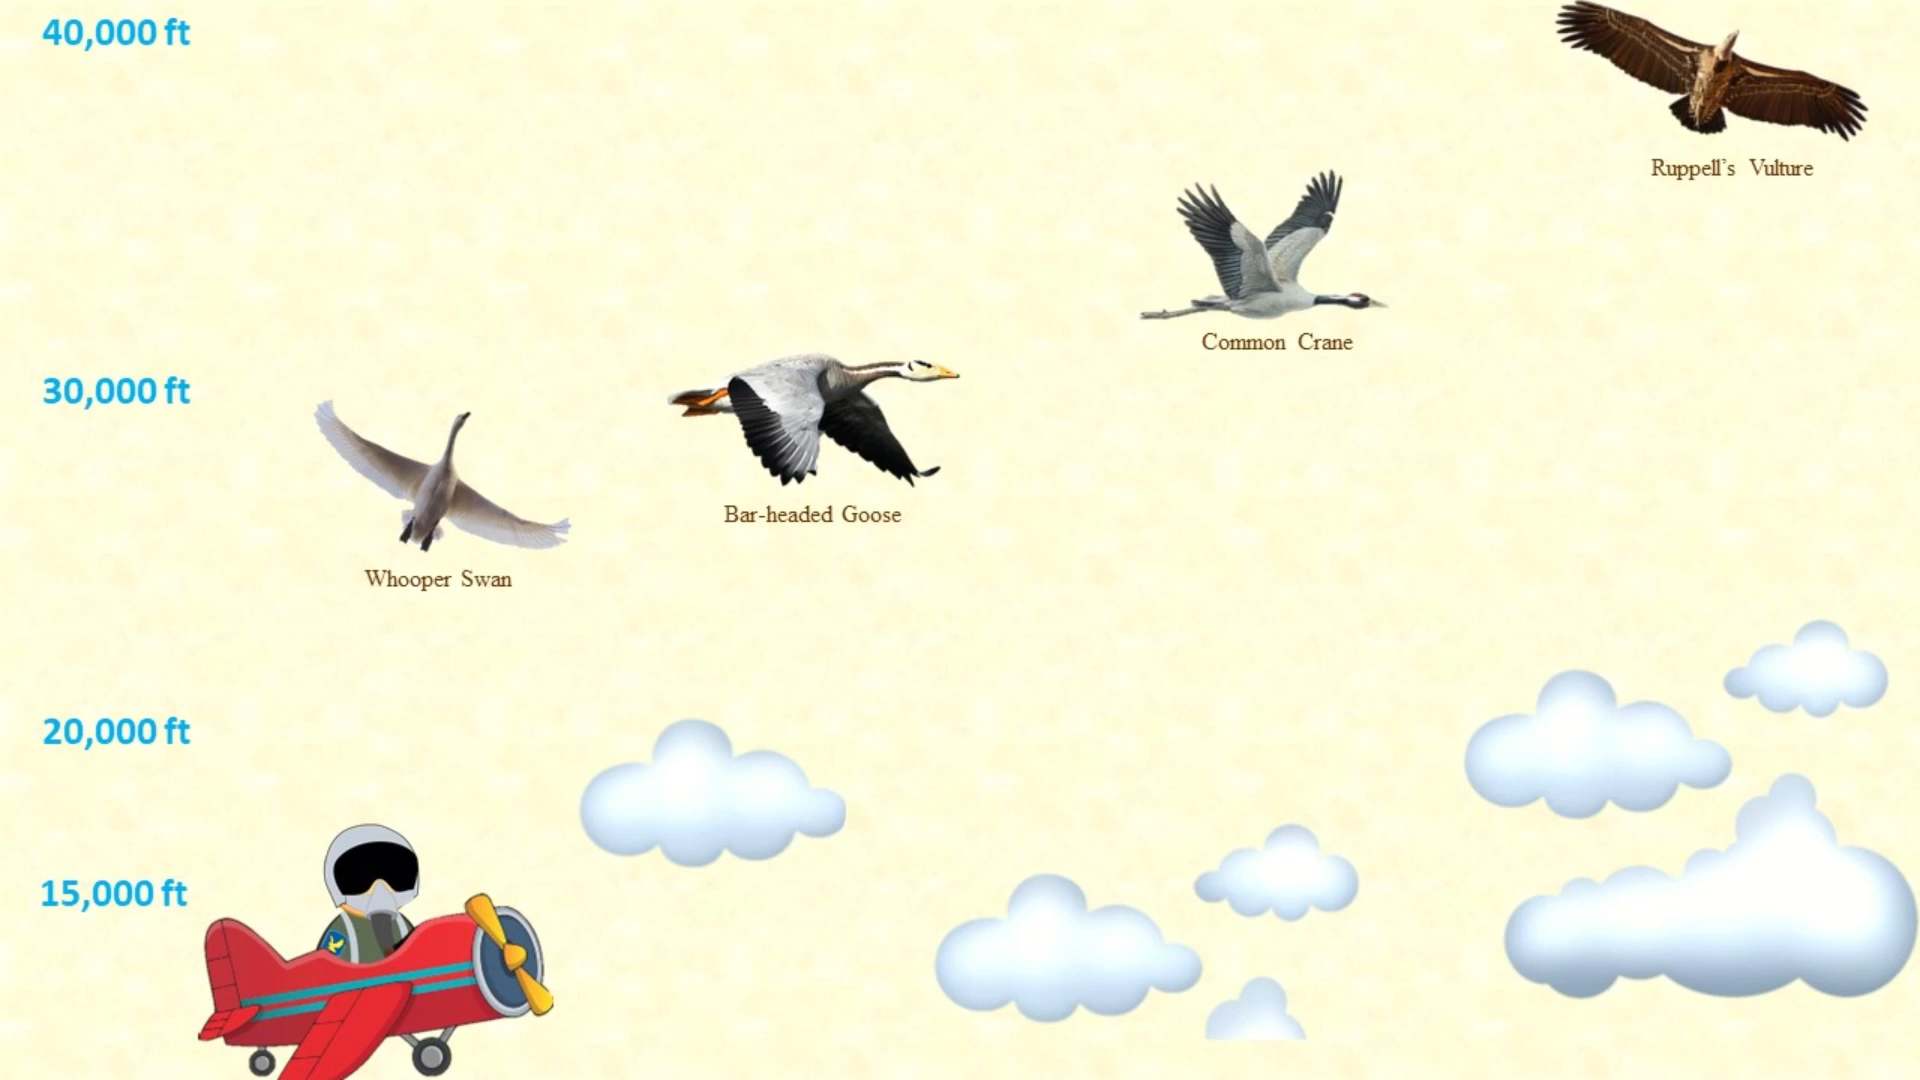 40,000 ft
Ruppell's Vulture
Common Crane
30,000 ft
Bar-headed Goose
Whooper Swan
20,000 ft
15,000 ft